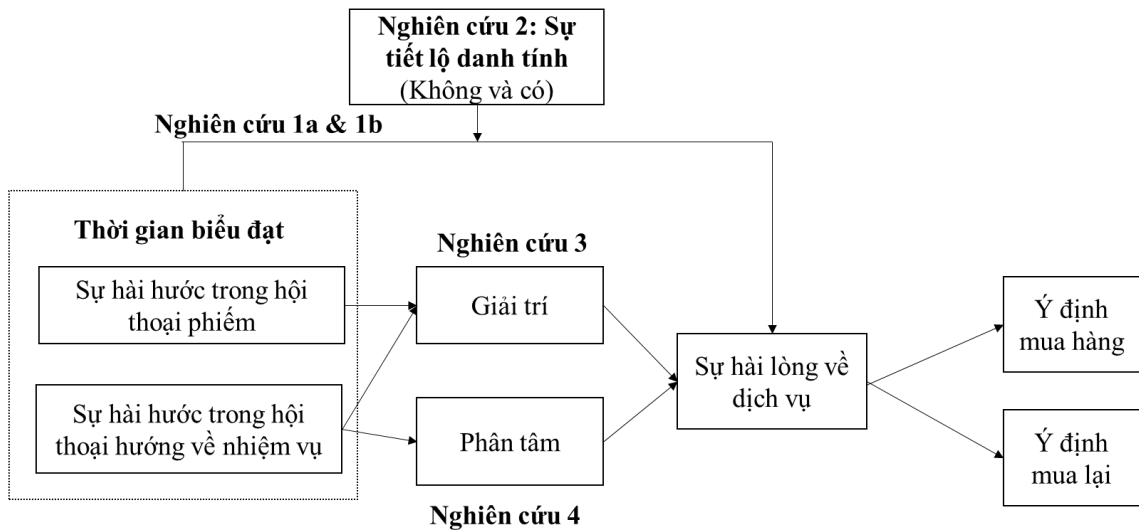 Nghiên cứu 2: Sự
tiết lộ danh tính
(Không và có)
Nghiên cứu 1a & 1b
Thời gian biểu đạt
Sự hài hước trong hội
thoại phiếm
Sự hài hước trong hội
thoại hướng về nhiệm vụ
Nghiên cứu 3
Giải trí
Phân tâm
Nghiên cứu 4
Sự hài lòng về
dịch vụ
Ý định
mua hàng
Ý định
mua lại